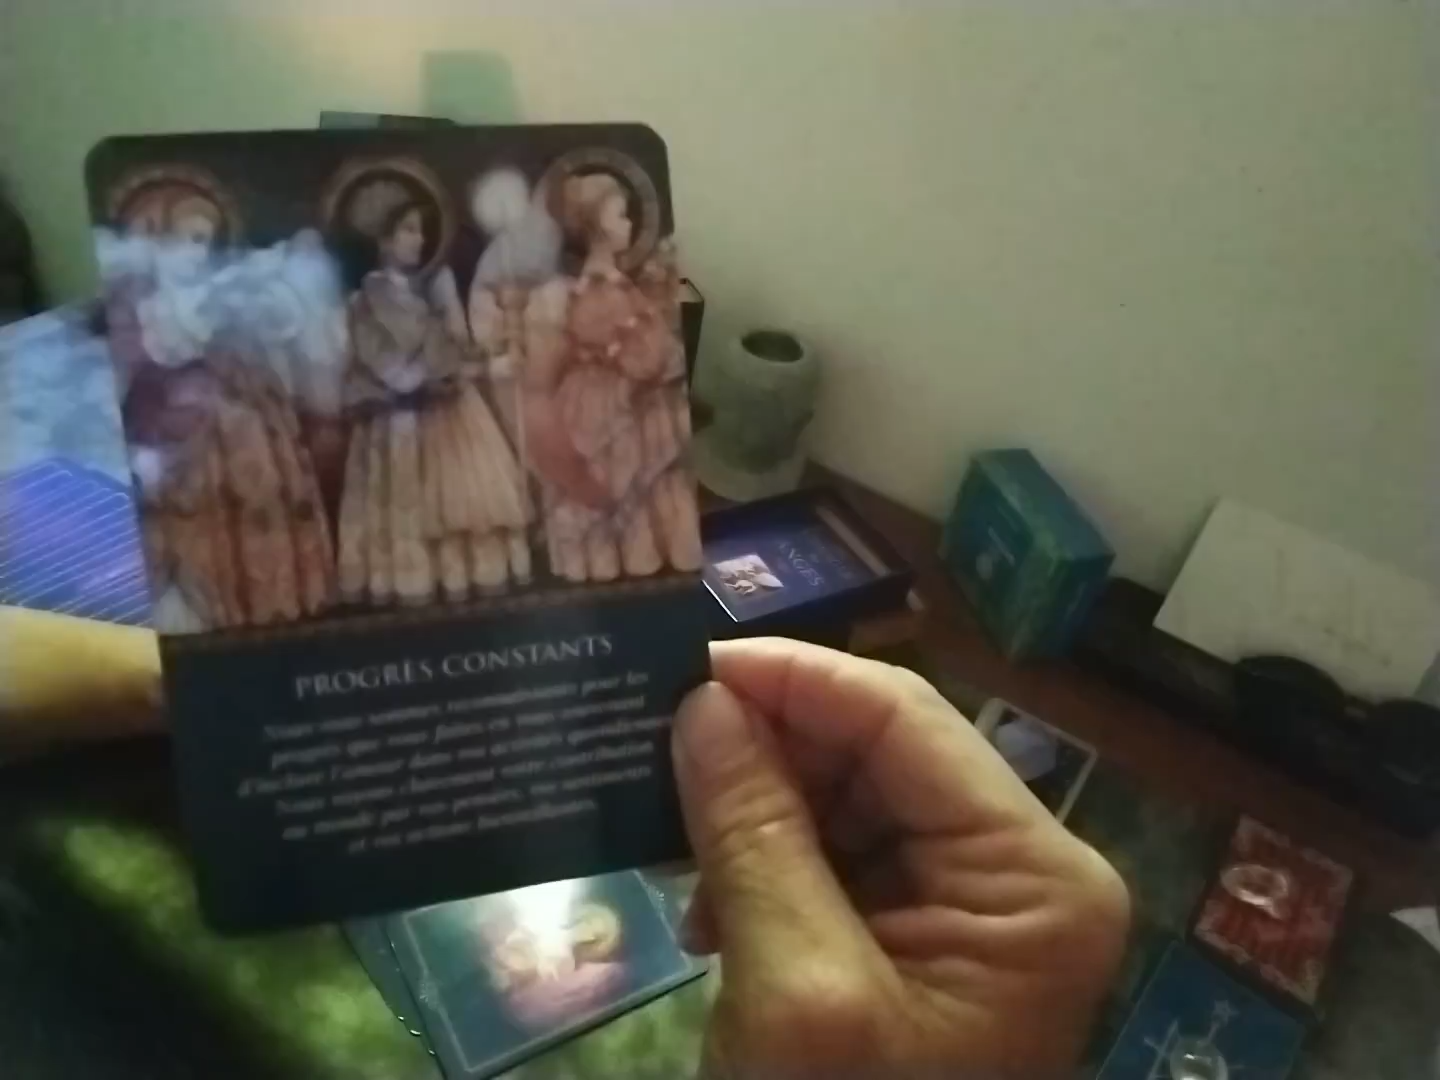 PROGRÈS CONSTANTS
Nous vous sommes reconnaissants pour les
progrès que vous faites en vous souvenant
d'inclure l'amour dans vos activités quotidiennes.
Nous voyons clairement votre contribution
au monde par vos pensées, vos sentiments
et vos actions bienveillantes.
ANGES